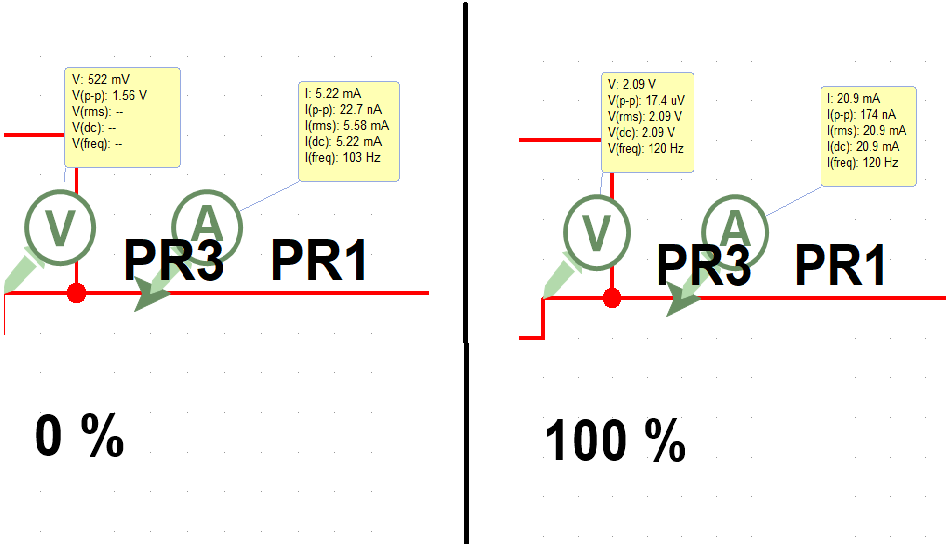 V: 522 mV
V(p-p): 1.56 V
V(rms): --
V(dc): --
V(freq): --
I: 5.22 mA
I(p-p): 22.7 nA
I(rms): 5.58 mA
I(dc): 5.22 mA
I(freq): 103 Hz
V
A
PR3
PR1
0 %
V: 2.09 V
V(p-p): 17.4 uV
V(rms): 2.09 V
V(dc): 2.09 V
V(freq): 120 Hz
I: 20.9 mA
I(p-p): 174 nA
I(rms): 20.9 mA
I(dc): 20.9 mA
I(freq): 120 Hz
V
A
PR3
PR1
100 %